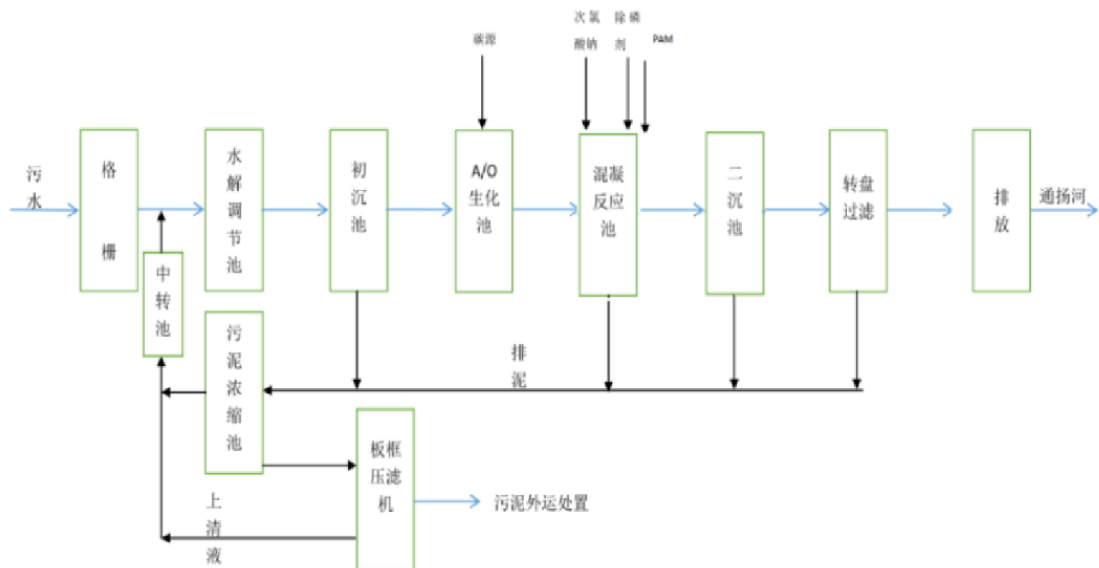 碳源
次氯酸钠
除磷剂
PAM
污水
格栅
水解调节池
初沉池
A/O
生化池
混凝
反应
池
二沉池
转盘
过滤
排放
通扬河
中转池
污泥浓缩池
排泥
板框
压滤
机
污泥外运处置
上清液